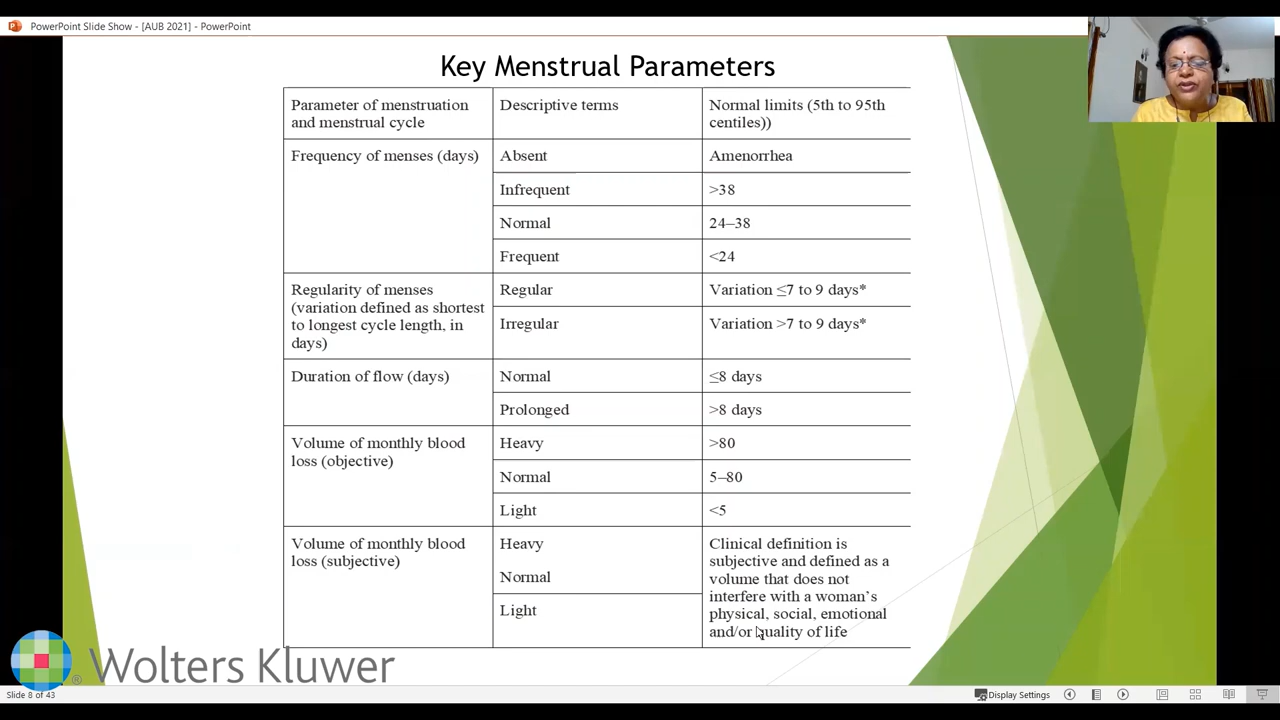 PowerPoint Slide Show - [AUB 2021] - PowerPoint
Key Menstrual Parameters
Parameter of menstruation
and menstrual cycle
Descriptive terms
Normal limits (5th to 95th
centiles))
Frequency of menses (days)
Absent
Amenorrhea
Infrequent
>38
Normal
24–38
Frequent
<24
Regularity of menses
(variation defined as shortest
to longest cycle length, in
days)
Regular
Variation ≤7 to 9 days*
Irregular
Variation >7 to 9 days*
Duration of flow (days)
Normal
≤8 days
Prolonged
>8 days
Volume of monthly blood
loss (objective)
Heavy
>80
Normal
5–80
Light
<5
Volume of monthly blood
loss (subjective)
Heavy
Normal
Light
Clinical definition is
subjective and defined as a
volume that does not
interfere with a woman's
physical, social, emotional
and/or quality of life
® Wolters Kluwer
Slide 8 of 43
Display Settings